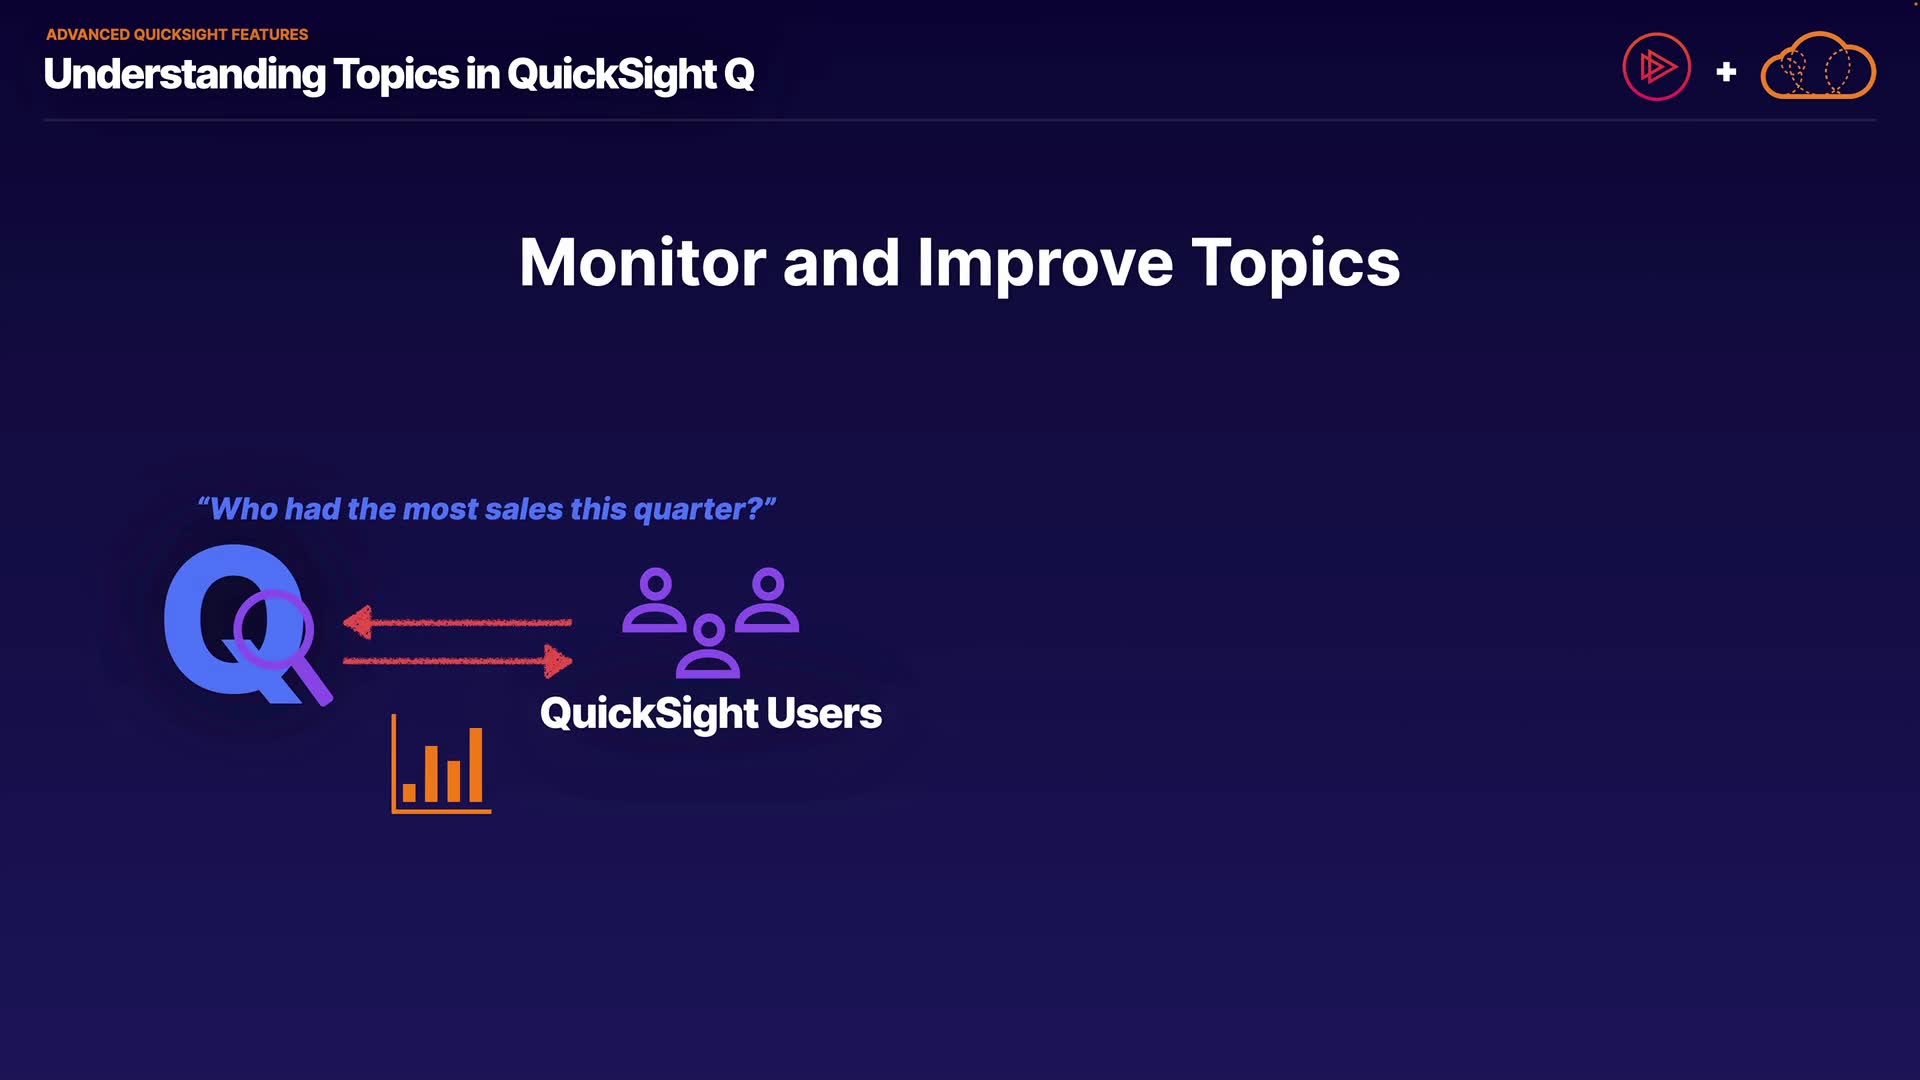 ADVANCED QUICKSIGHT FEATURES
Understanding Topics in QuickSight Q
+
Monitor and Improve Topics
“Who had the most sales this quarter?”
Q
QuickSight Users